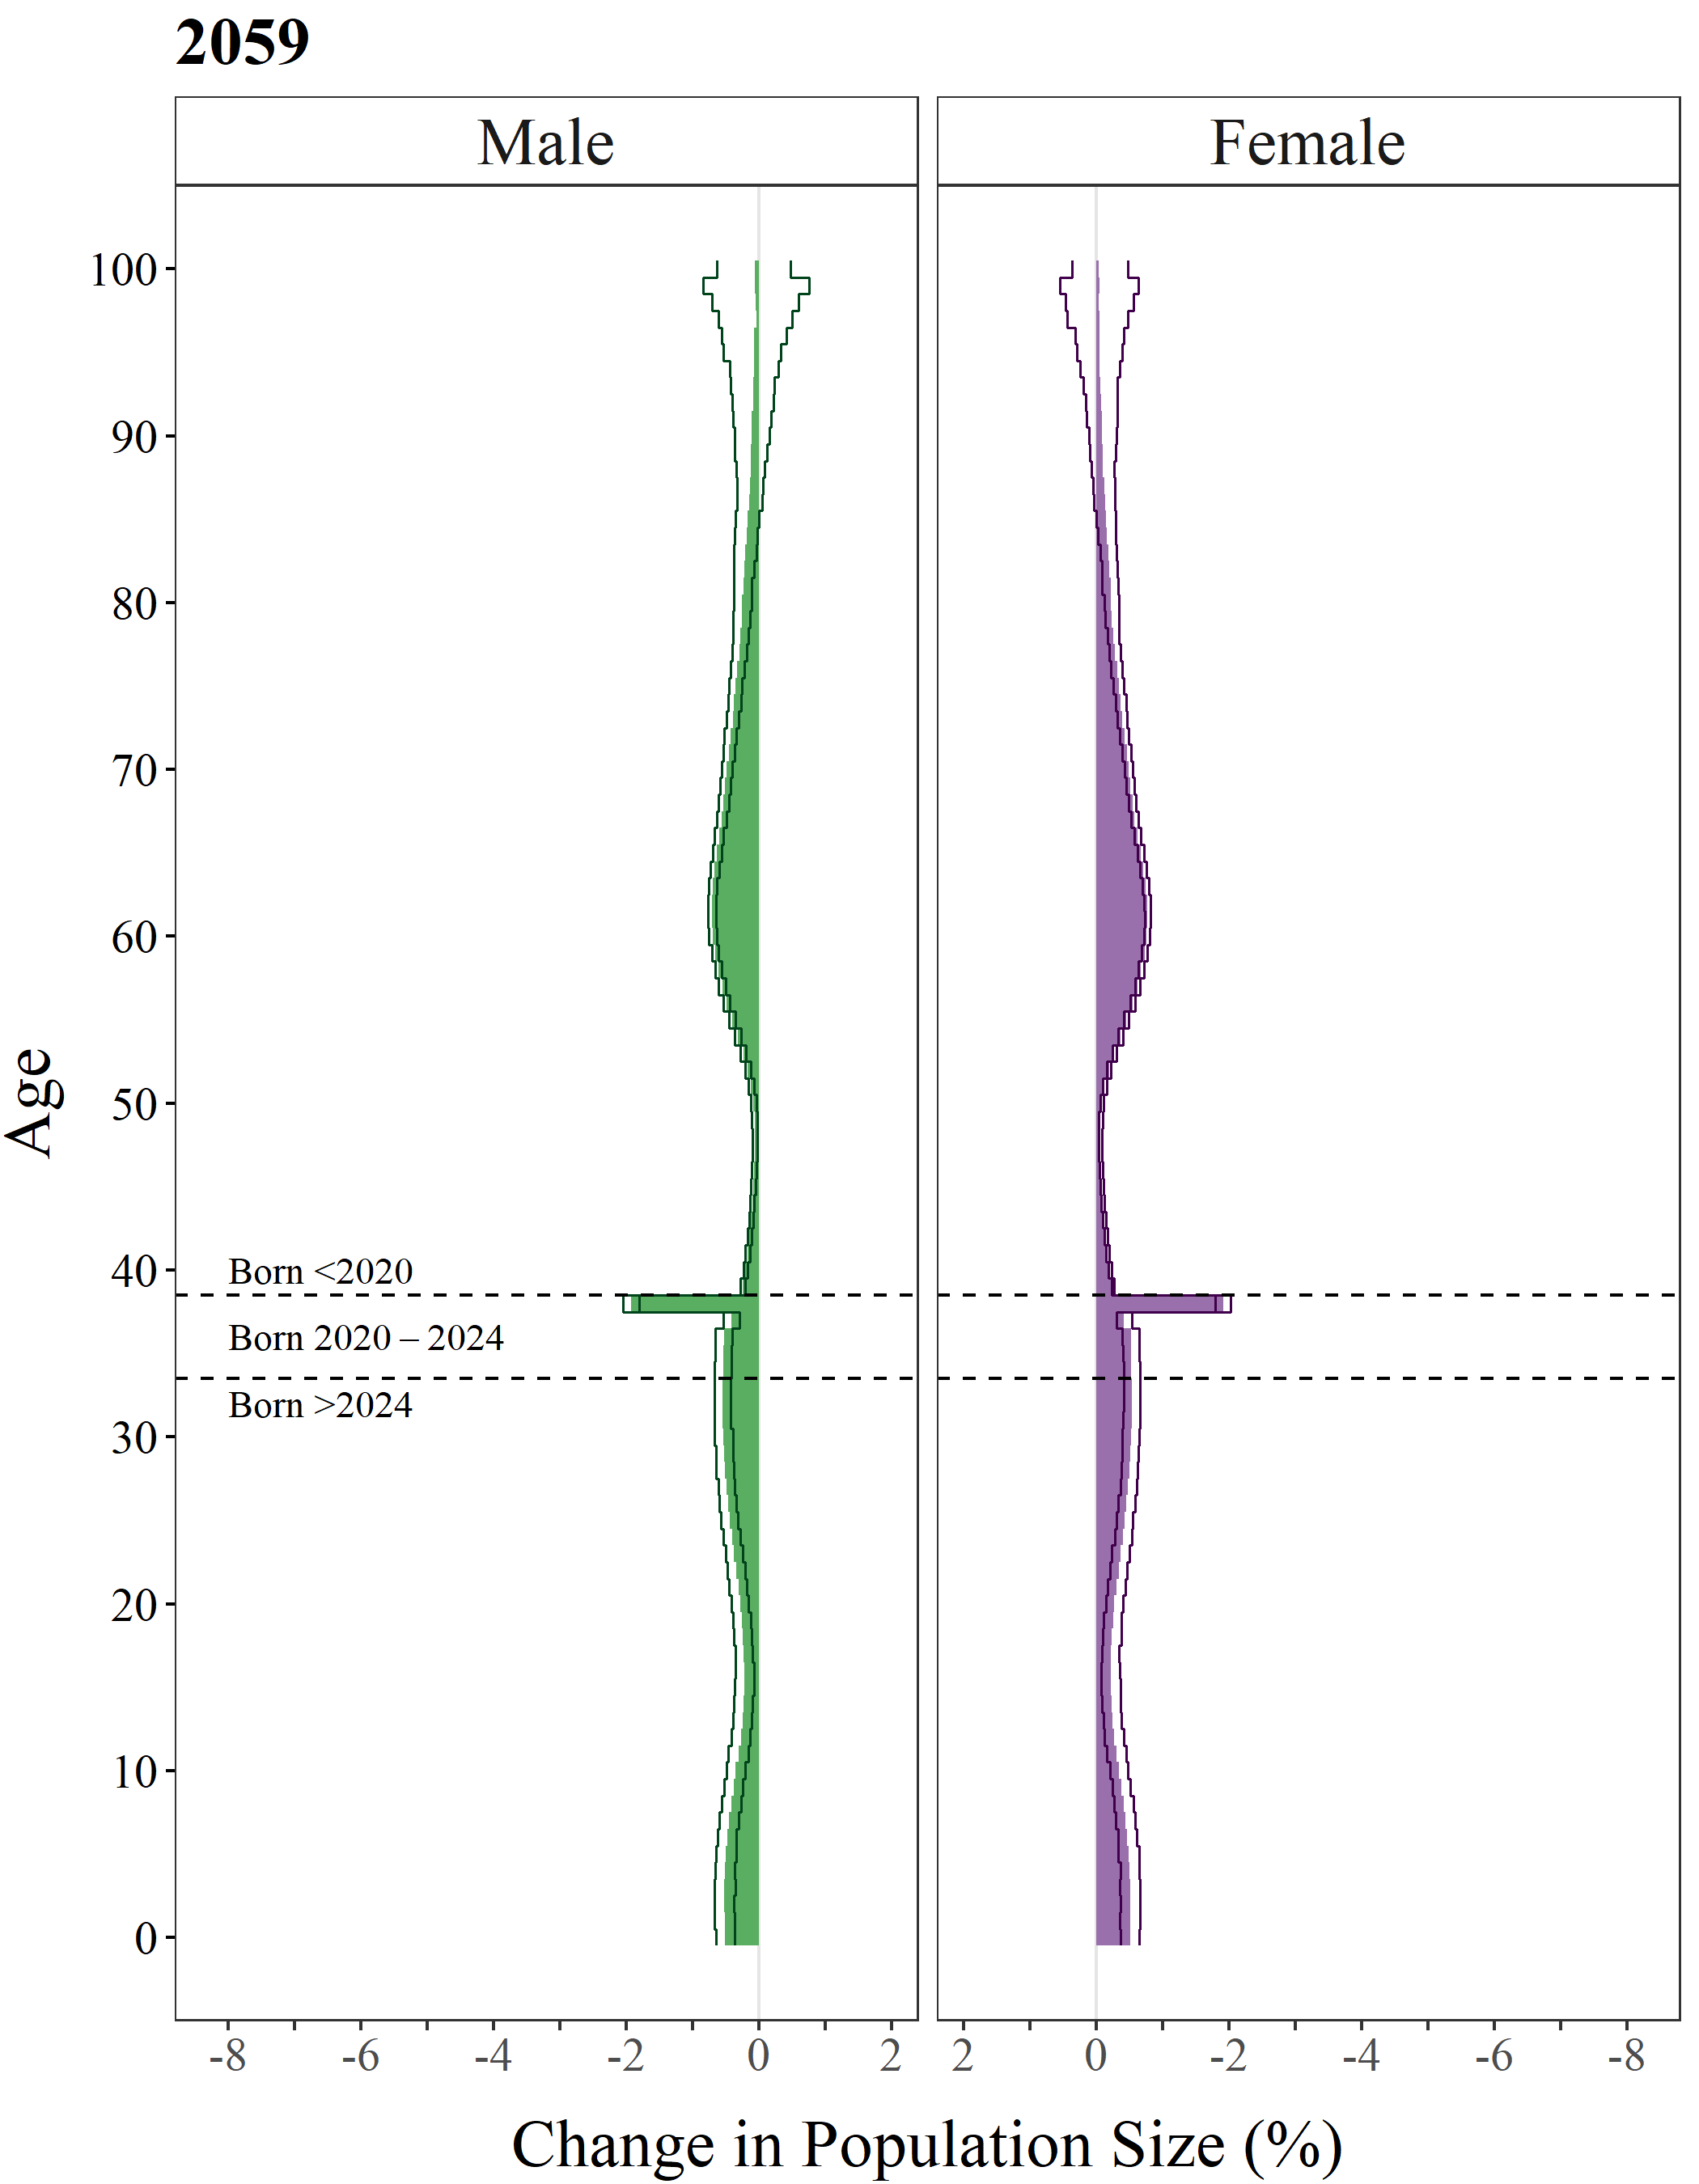 2059
Male Female
100
90
80
70
60
50
40
30
20
10
0
Age
Born <2020
Born 2020 – 2024
Born >2024
-8 -6 -4 -2 0 2 2 0 -2 -4 -6 -8
Change in Population Size (%)